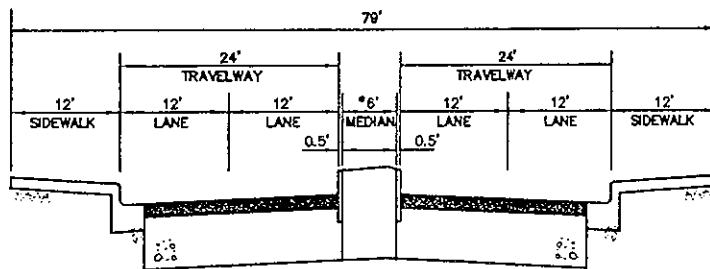 79'
24' 24'
TRAVELWAY TRAVELWAY
12' 12' 12' *6' 12' 12' 12'
SIDEWALK LANE LANE MEDIAN LANE LANE SIDEWALK
0.5' 0.5'